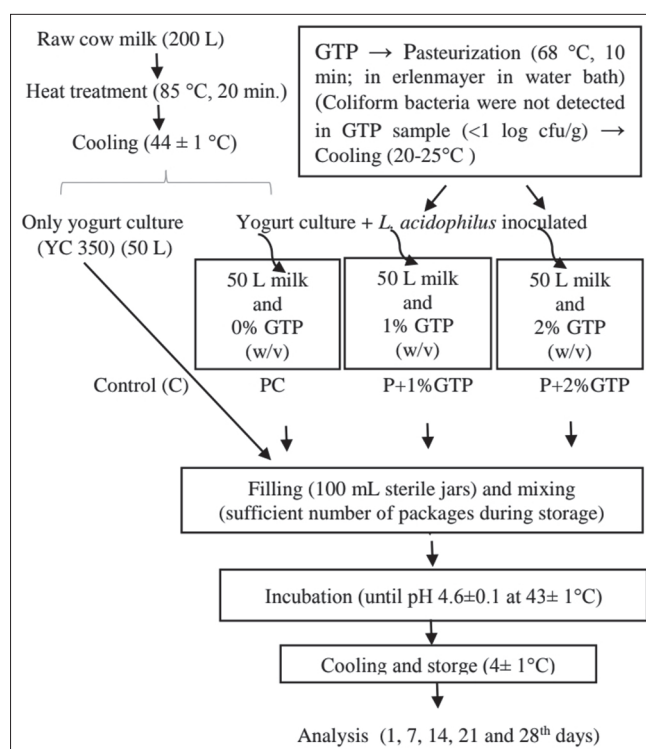 Raw cow milk (200 L)
Heat treatment (85 °C, 20 min.)
Cooling (44 ± 1 °C)
GTP → Pasteurization (68 °C, 10
min; in erlenmayer in water bath)
(Coliform bacteria were not detected
in GTP sample (<1 log cfu/g) →
Cooling (20-25°C )
Only yogurt culture
(YC 350) (50 L)
Yogurt culture + L. acidophilus inoculated
50 L milk
and
0% GTP
(w/v)
50 L milk
and
1% GTP
(w/v)
50 L milk
and
2% GTP
(w/v)
Control (C)
PC
P+1%GTP
P+2%GTP
Filling (100 mL sterile jars) and mixing
(sufficient number of packages during storage)
Incubation (until pH 4.6±0.1 at 43± 1°C)
Cooling and storge (4± 1°C)
Analysis (1, 7, 14, 21 and 28th days)